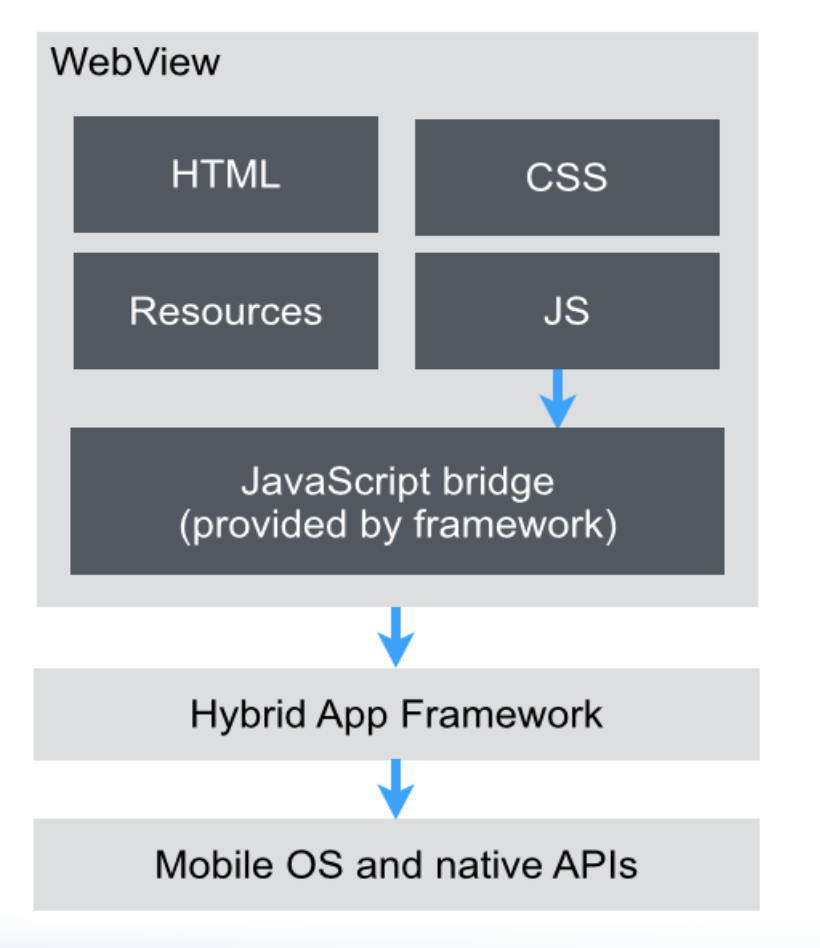 WebView
HTML
CSS
Resources
JS
JavaScript bridge
(provided by framework)
Hybrid App Framework
Mobile OS and native APIs